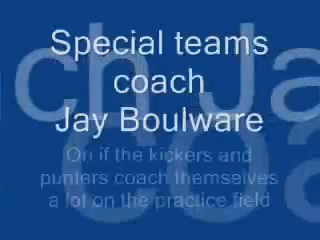 Special teams
coach
Jay Boulware
On if the kickers and
punters coach themselves
a lot on the practice field